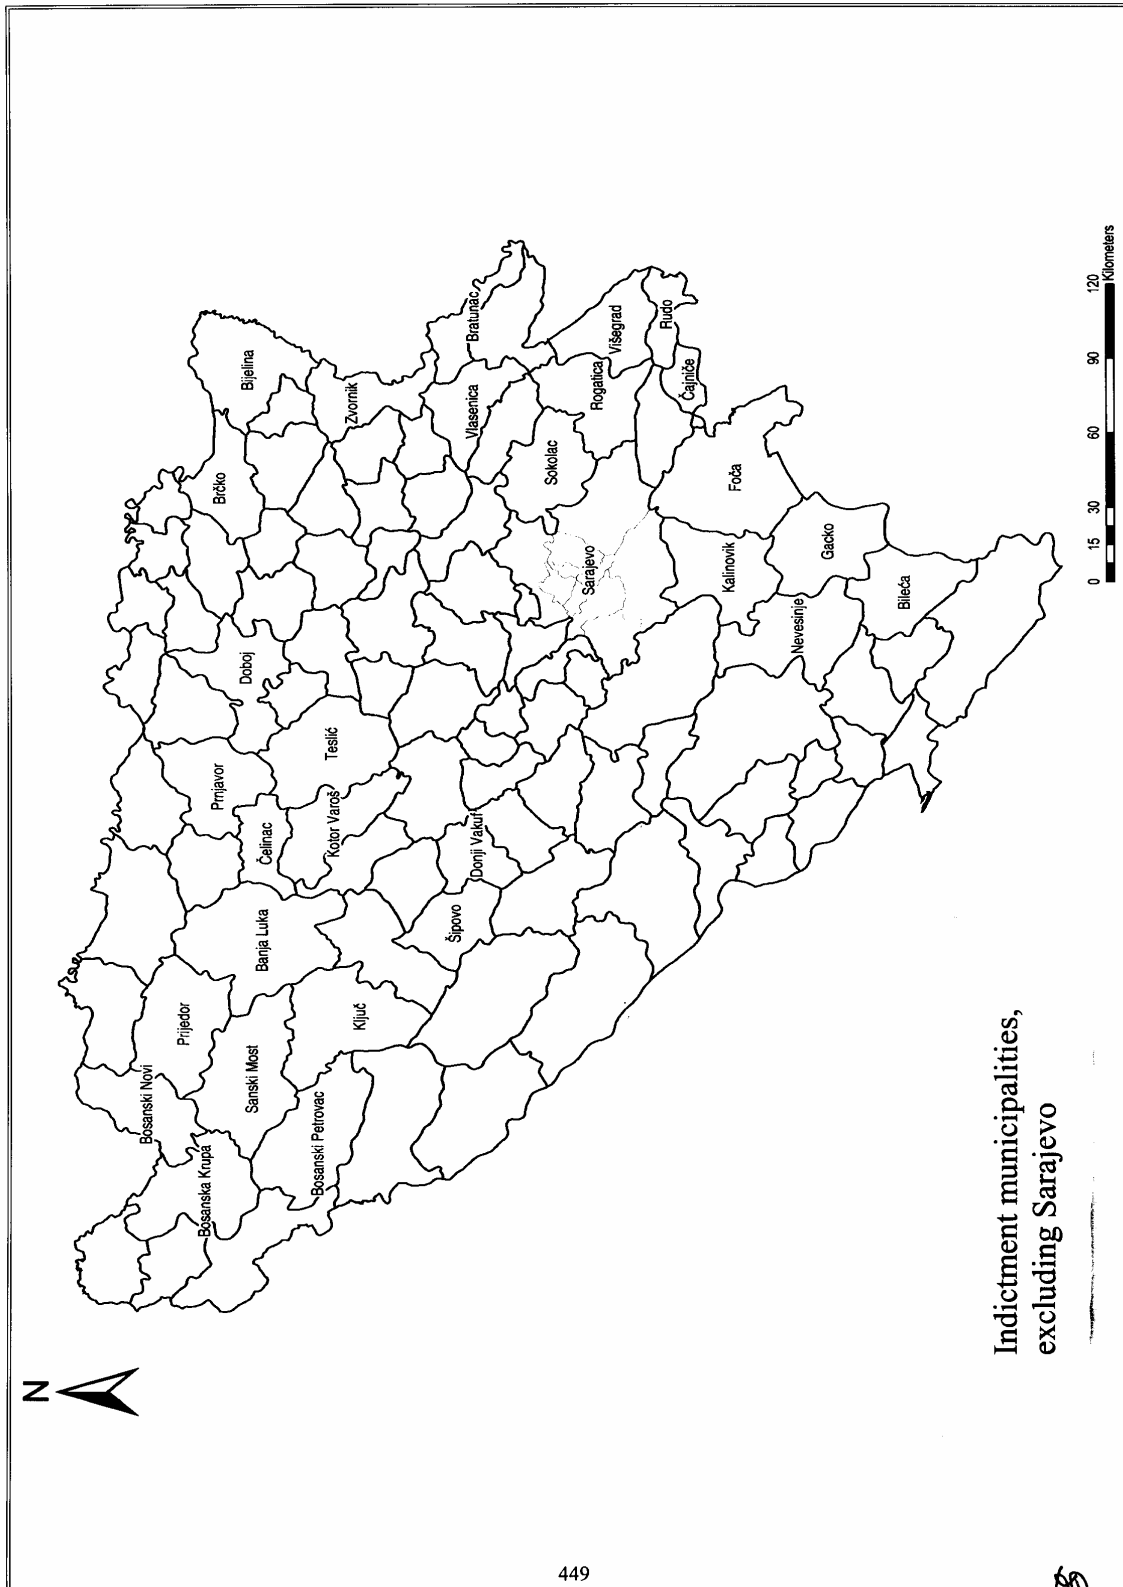 N
Bosanski Novi
Bosanska Krupa
Prijedor
Sanski Most
Bosanski Petrovac
Ključ
Banja Luka
Prnjavor
Čelinac
Kotor Varoš
Teslić
Doboj
Šipovo
Donji Vakuf
Brčko
Bijelina
Zvornik
Vlasenica
Bratunac
Sokolac
Rogatica
Višegrad
Rudo
Čajniče
Sarajevo
Foča
Kalinovik
Gacko
Nevesinje
Bileća
Indictment municipalities,
excluding Sarajevo
0 15 30 60 90 120
Kilometers
449